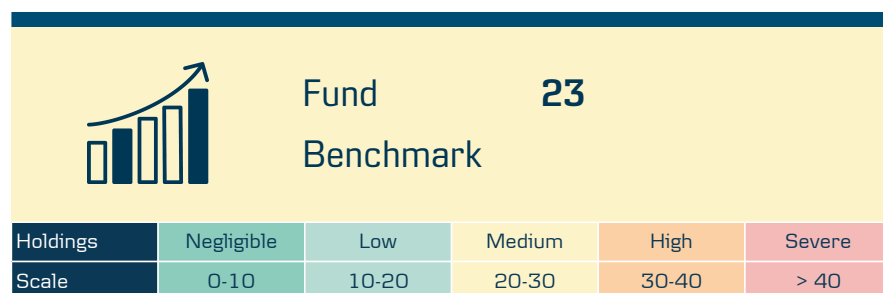 Fund 23
Benchmark
Holdings Negligible Low Medium High Severe
Scale 0-10 10-20 20-30 30-40 > 40